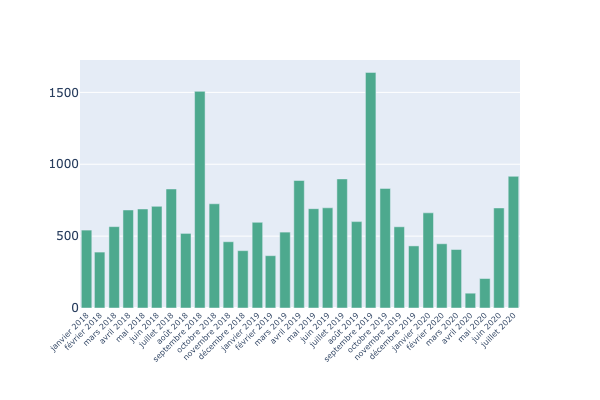 1500
1000
500
0
janvier 2018
février 2018
mars 2018
avril 2018
mai 2018
juin 2018
juillet 2018
août 2018
septembre 2018
octobre 2018
novembre 2018
décembre 2018
janvier 2019
février 2019
mars 2019
avril 2019
mai 2019
juin 2019
juillet 2019
août 2019
septembre 2019
octobre 2019
novembre 2019
décembre 2019
janvier 2020
février 2020
mars 2020
avril 2020
mai 2020
juin 2020
juillet 2020